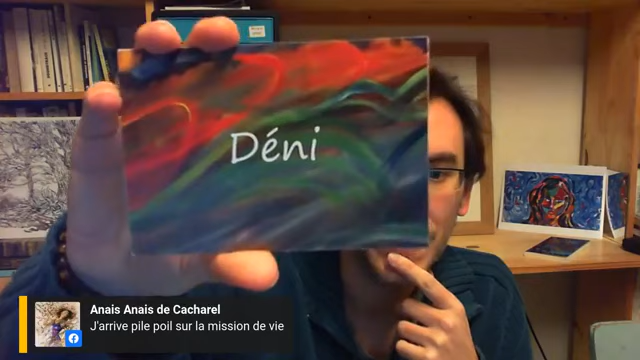 Déni
Anais Anais de Cacharel
J'arrive pile poil sur la mission de vie